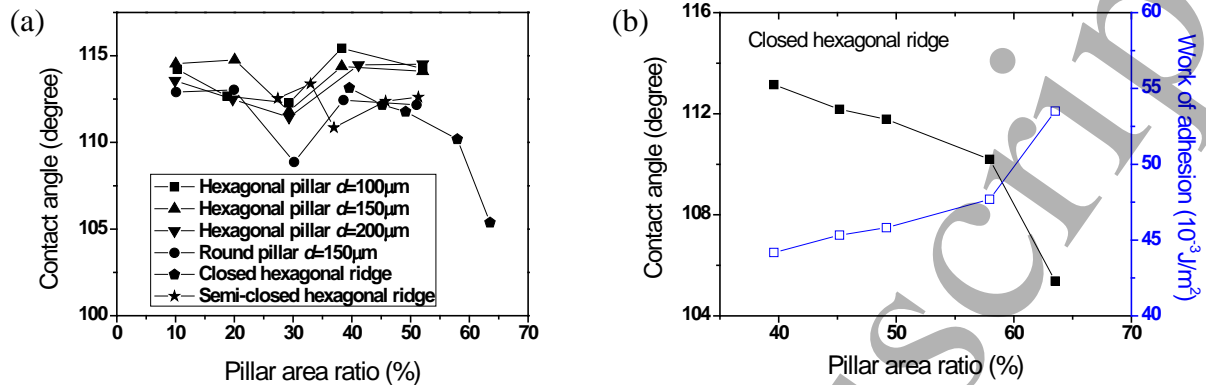 (a)
115
110
105
100
0 10 20 30 40 50 60 70
Contact angle (degree)
Pillar area ratio (%)
Hexagonal pillar d=100μm
Hexagonal pillar d=150μm
Hexagonal pillar d=200μm
Round pillar d=150μm
Closed hexagonal ridge
Semi-closed hexagonal ridge
(b)
Closed hexagonal ridge
116
112
108
104
40 50 60 70
Contact angle (degree)
Pillar area ratio (%)
60
55
50
45
40
Work of adhesion (10⁻³J/m²)
scrip